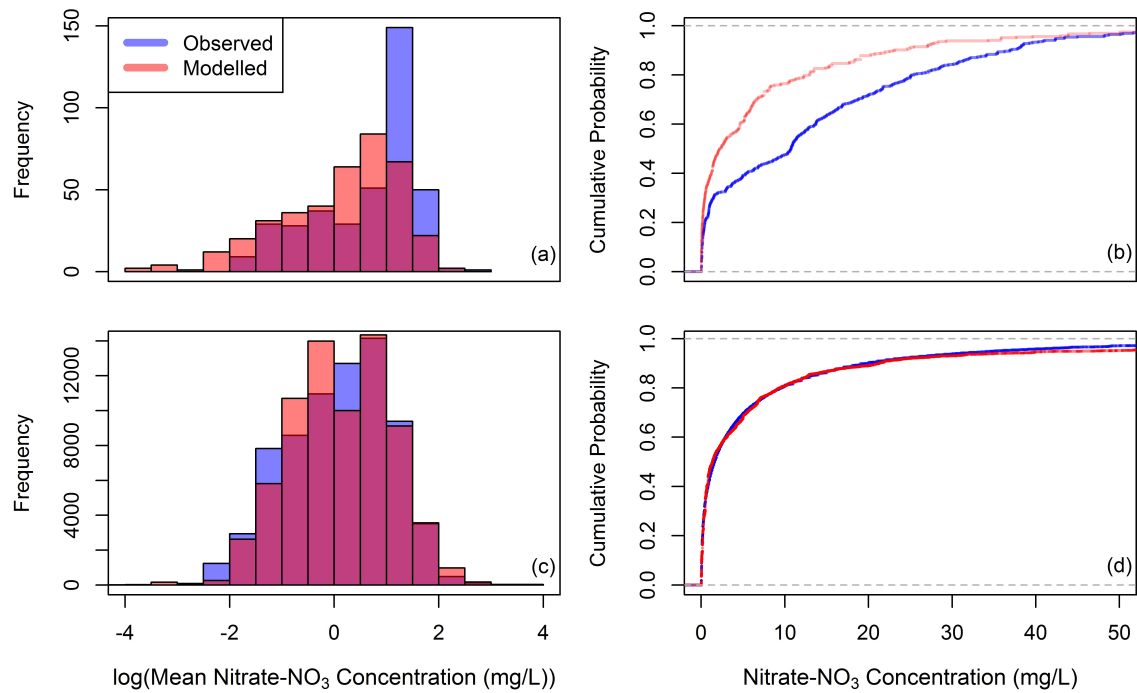 Observed
Modelled
Frequency
150
100
50
0
(a)
Cumulative Probability
1.0
0.8
0.6
0.4
0.2
0.0
(b)
Frequency
12000
8000
4000
0
(c)
-4
-2
0
2
4
log(Mean Nitrate-NO₃ Concentration (mg/L))
Cumulative Probability
1.0
0.8
0.6
0.4
0.2
0.0
(d)
0
10
20
30
40
50
Nitrate-NO₃ Concentration (mg/L)